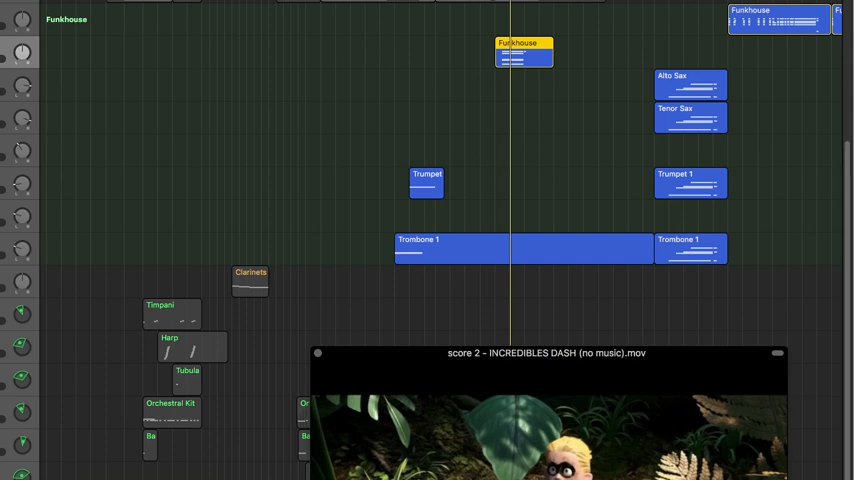 Funkhouse
Fu
Funkhouse
Funkhouse
Alto Sax
Tenor Sax
Trumpet
Trumpet 1
Trombone 1
Trombone 1
Clarinets
Timpani
Harp
Tubula
Orchestral Kit
Or
Ba
Ba
score 2 - INCREDIBLES DASH (no music).mov